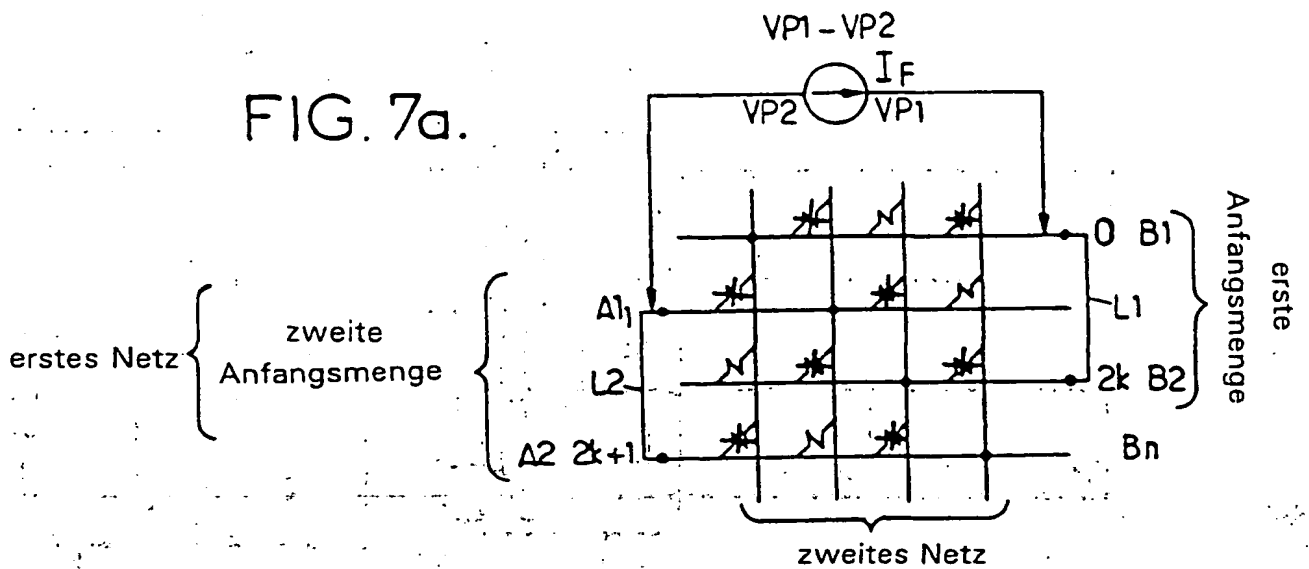 VP1 - VP2
FIG. 7a.
I_F
VP2 VP1
0 B1
A1₁
L1
erstes Netz
zweite
Anfangsmenge
L2
2k B2
A2 2k+1
Bn
erste
Anfangsmenge
zweites Netz